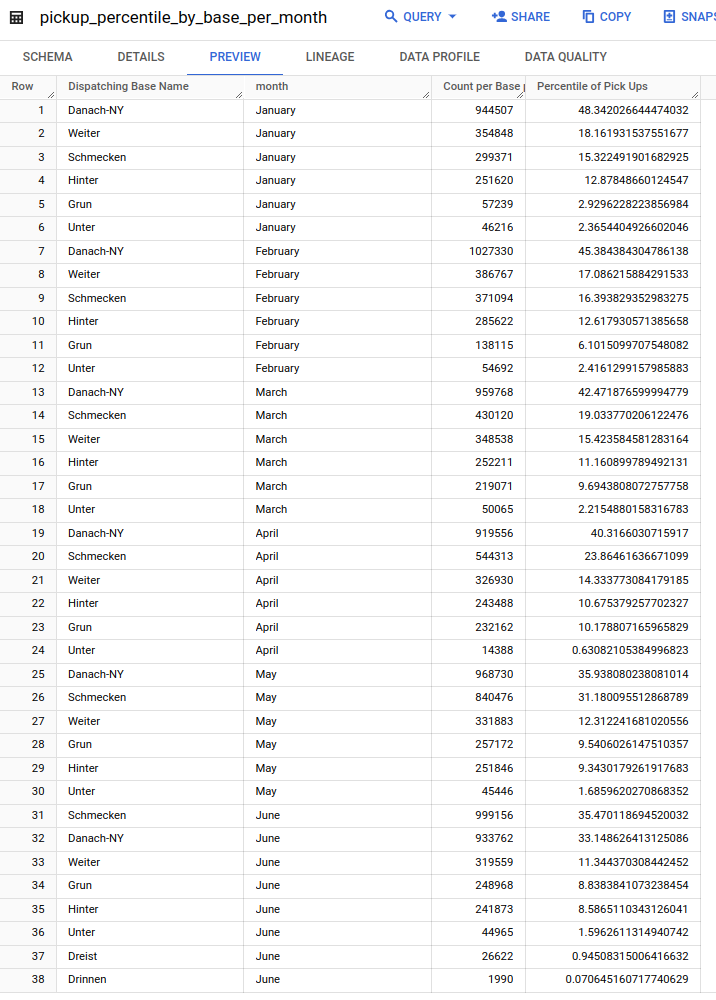 pickup_percentile_by_base_per_month QUERY SHARE COPY SNAPS
SCHEMA DETAILS PREVIEW LINEAGE DATA PROFILE DATA QUALITY
Row Dispatching Base Name month Count per Base p Percentile of Pick Ups
1 Danach-NY January 944507 48.342026644474032
2 Weiter January 354848 18.161931537551677
3 Schmecken January 299371 15.322491901682925
4 Hinter January 251620 12.87848660124547
5 Grun January 57239 2.9296228223856984
6 Unter January 46216 2.3654404926602046
7 Danach-NY February 1027330 45.384384304786138
8 Weiter February 386767 17.086215884291533
9 Schmecken February 371094 16.393829352983275
10 Hinter February 285622 12.617930571385658
11 Grun February 138115 6.1015099707548082
12 Unter February 54692 2.4161299157985883
13 Danach-NY March 959768 42.471876599994779
14 Schmecken March 430120 19.033770206122476
15 Weiter March 348538 15.423584581283164
16 Hinter March 252211 11.160899789492131
17 Grun March 219071 9.6943808072757758
18 Unter March 50065 2.2154880158316783
19 Danach-NY April 919556 40.3166030715917
20 Schmecken April 544313 23.86461636671099
21 Weiter April 326930 14.333773084179185
22 Hinter April 243488 10.675379257702327
23 Grun April 232162 10.178807165965829
24 Unter April 14388 0.63082105384996823
25 Danach-NY May 968730 35.938080238081014
26 Schmecken May 840476 31.180095512868789
27 Weiter May 331883 12.312241681020556
28 Grun May 257172 9.5406026147510357
29 Hinter May 251846 9.3430179261917683
30 Unter May 45446 1.6859620270868352
31 Schmecken June 999156 35.470118694520032
32 Danach-NY June 933762 33.148626413125086
33 Weiter June 319559 11.344370308442452
34 Grun June 248968 8.8383841073238454
35 Hinter June 241873 8.5865110343126041
36 Unter June 44965 1.5962611314940742
37 Dreist June 26622 0.94508315006416632
38 Drinnen June 1990 0.070645160717740629